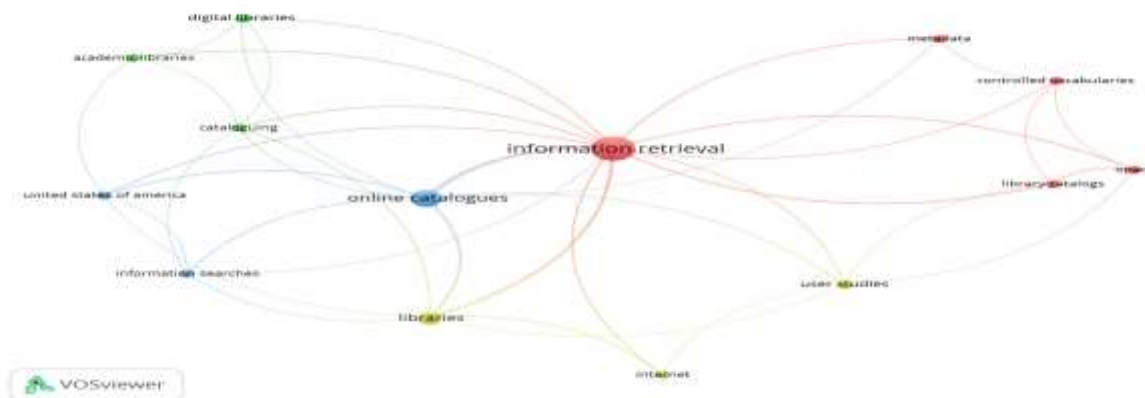 digital libraries
metadata
academic libraries
controlled vocabularies
cataloguing
information retrieval
library catalogs
united states of america
online catalogues
information searches
user studies
libraries
internet
VOSviewer